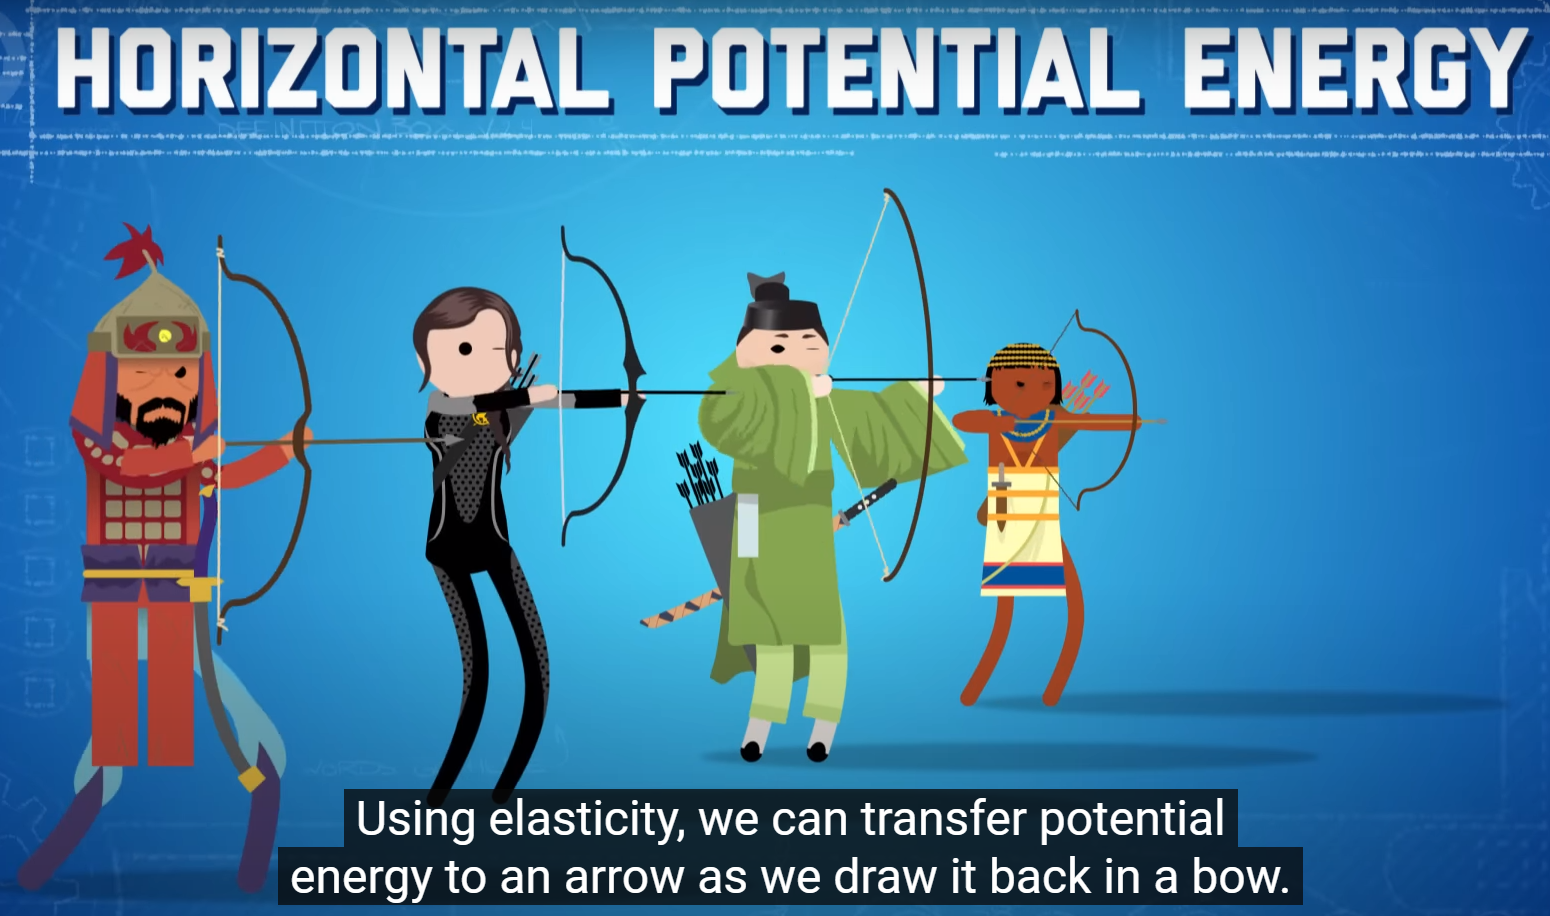 HORIZONTAL POTENTIAL ENERGY
Using elasticity, we can transfer potential
energy to an arrow as we draw it back in a bow.